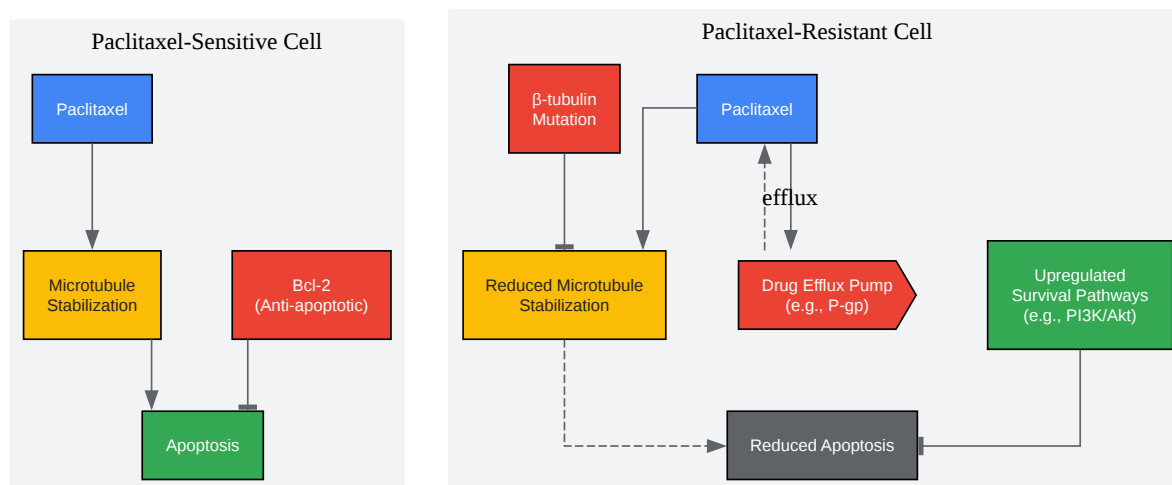 Paclitaxel-Sensitive Cell
Paclitaxel
Microtubule
Stabilization
Bcl-2
(Anti-apoptotic)
Apoptosis
Paclitaxel-Resistant Cell
β-tubulin
Mutation
Paclitaxel
efflux
Reduced Microtubule
Stabilization
Drug Efflux Pump
(e.g., P-gp)
Upregulated
Survival Pathways
(e.g., PI3K/Akt)
Reduced Apoptosis